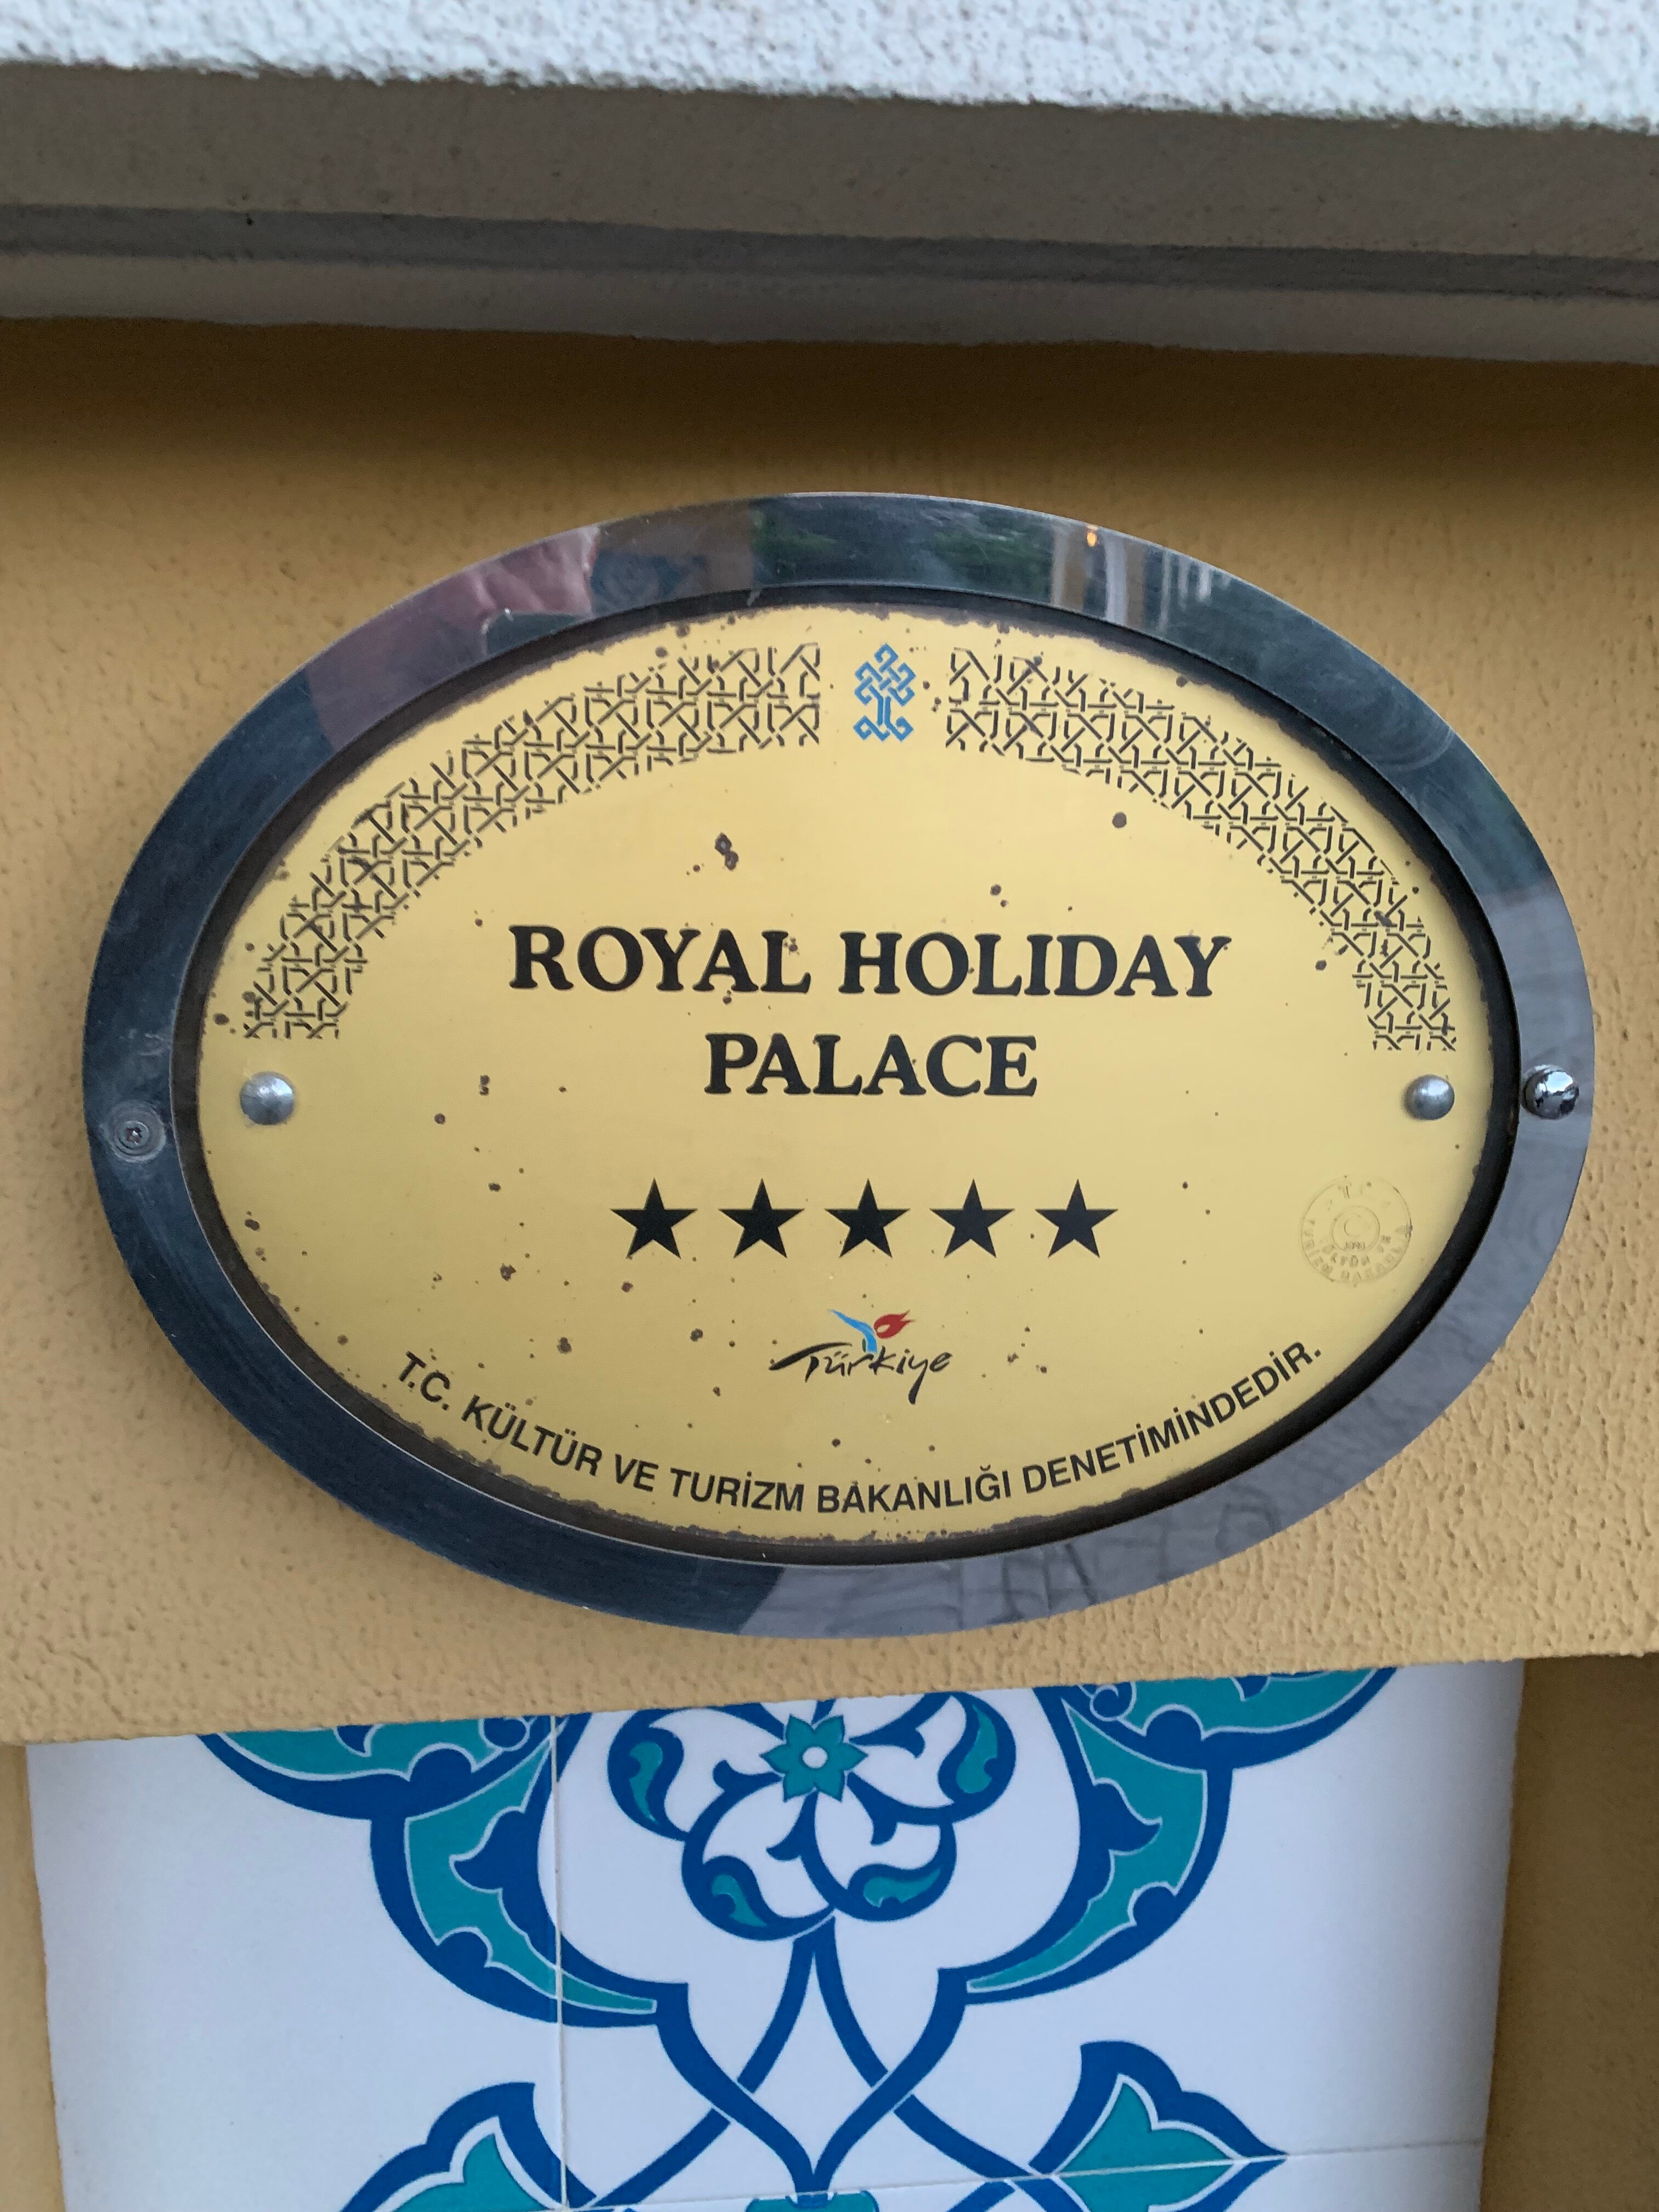 ROYAL HOLIDAY
PALACE
Türkiye
T.C. KÜLTÜR VE TURİZM BAKANLIĞI DENETİMİNDEDİR.